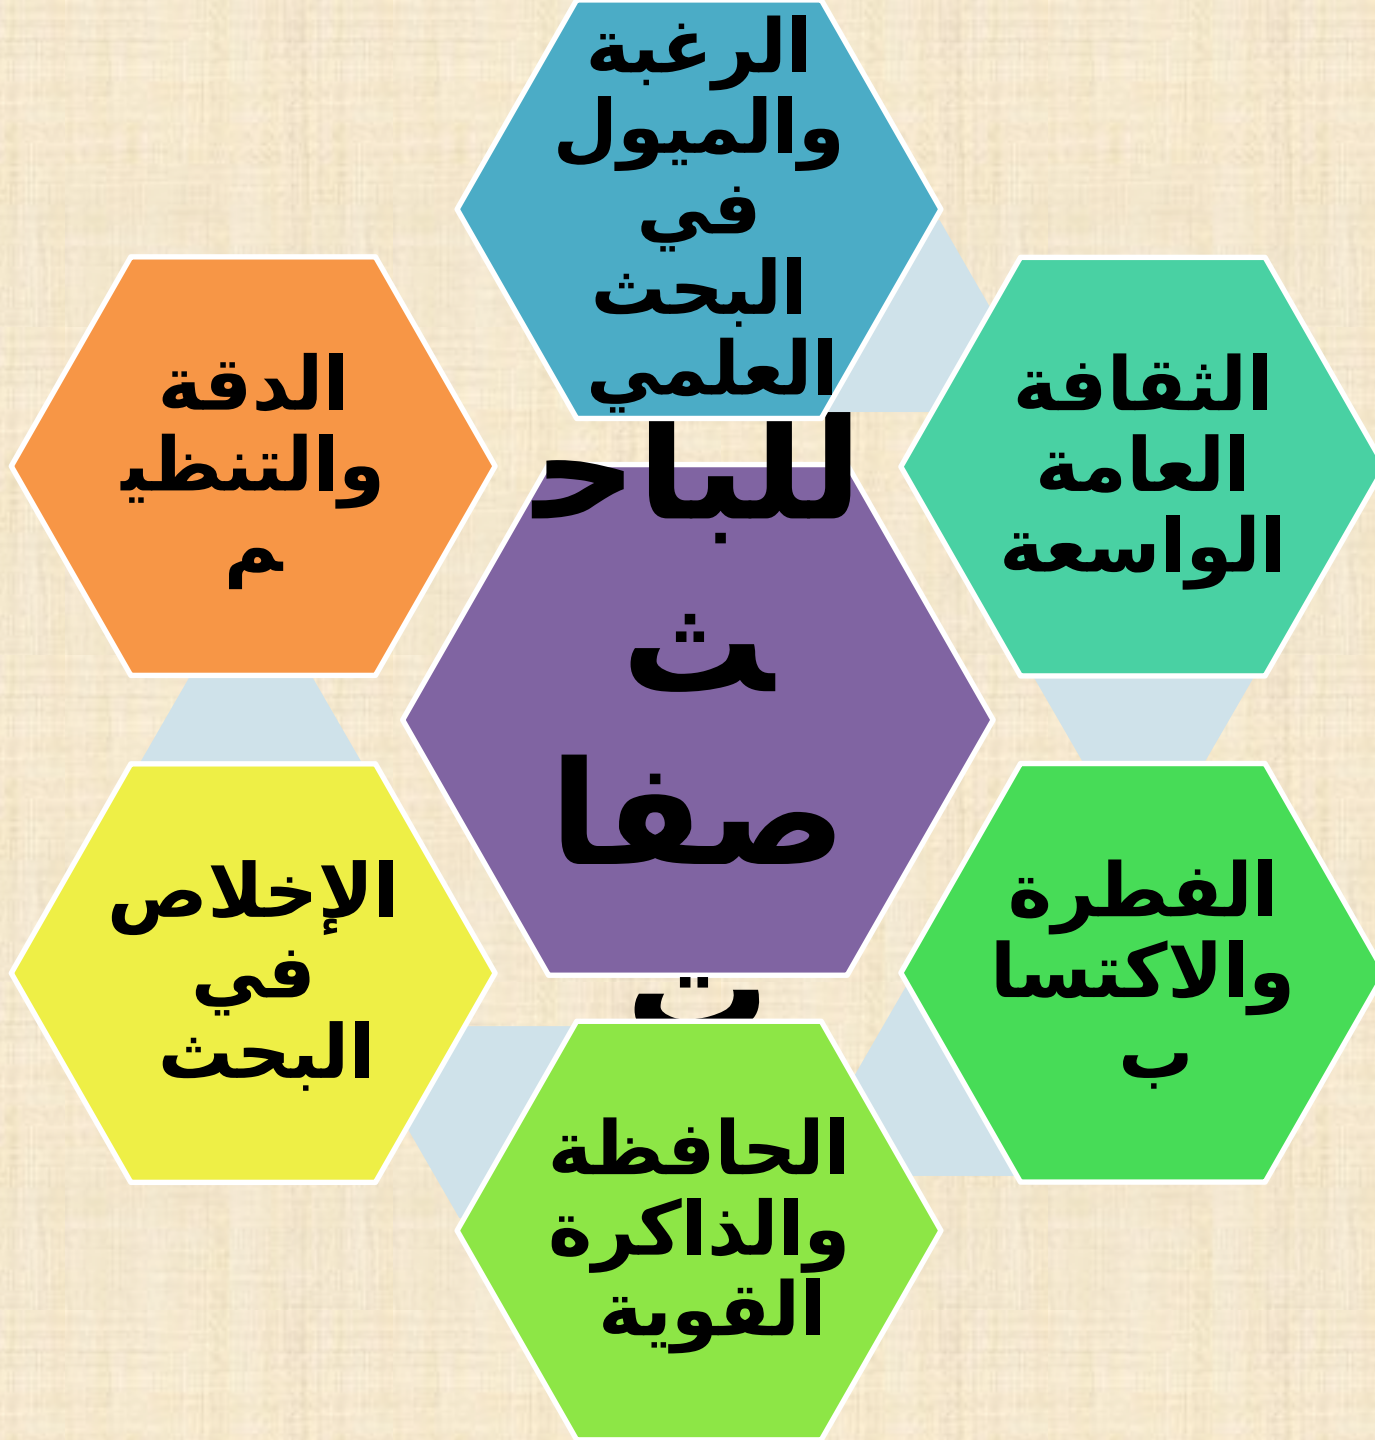 الرغبة
والميول
في
البحث
العلمي
الثقافة
العامة
الواسعة
الدقة
والتنظي
م
للباح
ث
صفا
ت
الفطرة
والاكتسا
ب
الإخلاص
في
البحث
الحافظة
والذاكرة
القوية